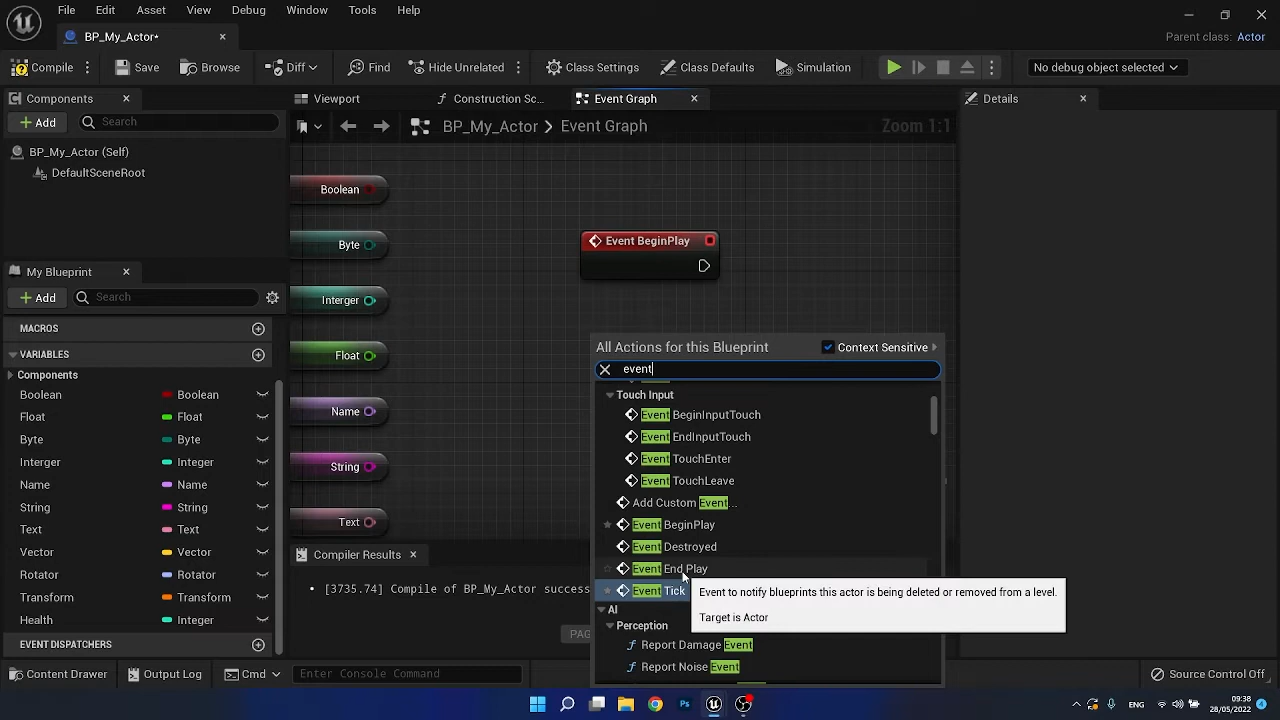 File Edit Asset View Debug Window Tools Help
BP_My_Actor*
Parent class: Actor
Compile Save Browse Diff Find Hide Unrelated Class Settings Class Defaults Simulation No debug object selected
Components
Viewport Construction Sc... Event Graph
Details
Add Search
BP_My_Actor > Event Graph
Zoom 1:1
BP_My_Actor (Self)
DefaultSceneRoot
Boolean
Byte
Interger
Float
Name
String
Text
Event BeginPlay
My Blueprint
Add Search
MACROS
VARIABLES
Components
Boolean Boolean
Float Float
Byte Byte
Interger Integer
Name Name
String String
Text Text
Vector Vector
Rotator Rotator
Transform Transform
Health Integer
EVENT DISPATCHERS
All Actions for this Blueprint Context Sensitive
event
Touch Input
Event BeginInputTouch
Event EndInputTouch
Event TouchEnter
Event TouchLeave
Add Custom Event...
Event BeginPlay
Event Destroyed
Event End Play
Event Tick
AI
Perception
Report Damage Event
Report Noise Event
Event to notify blueprints this actor is being deleted or removed from a level.
Target is Actor
Compiler Results
[3735.74] Compile of BP_My_Actor success
PAG
Content Drawer Output Log Cmd Enter Console Command Source Control Off
Ps
09:38
28/05/2022